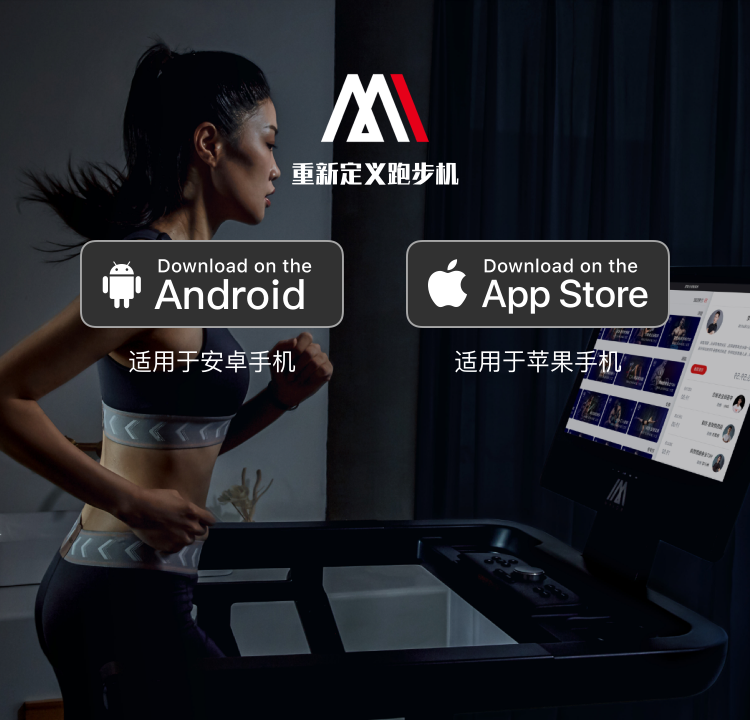 重新定义跑步机
Download on the
Android
适用于安卓手机
Download on the
App Store
适用于苹果手机